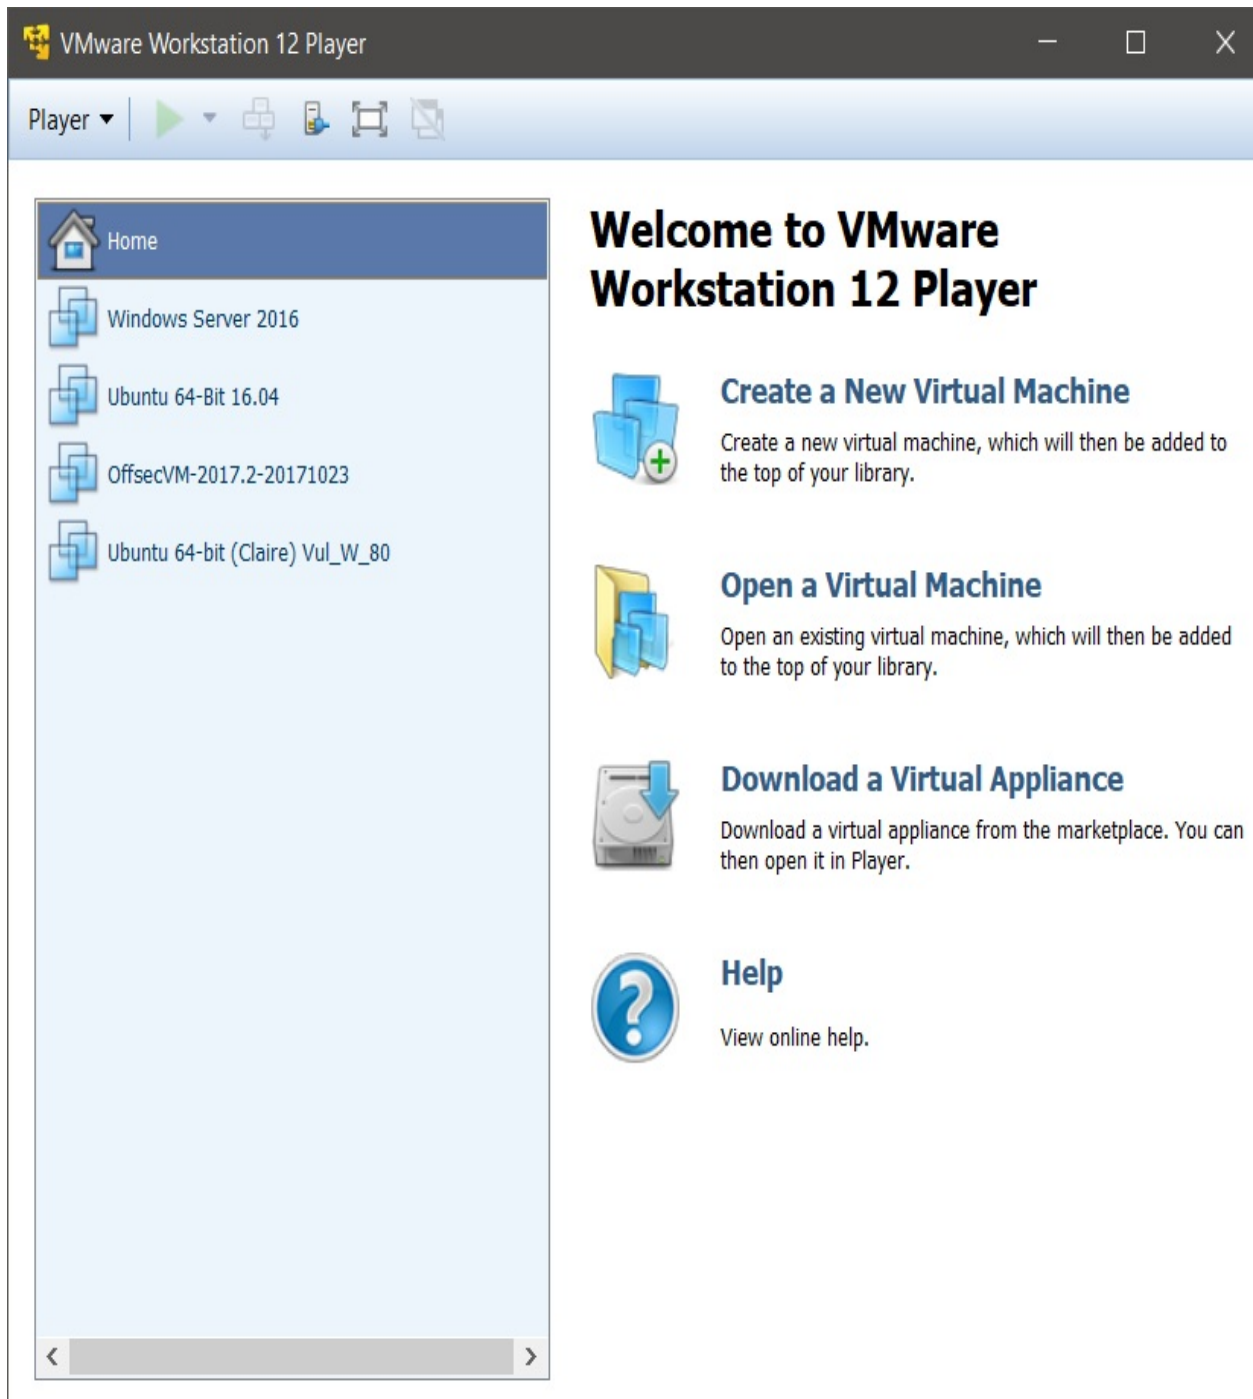 VMware Workstation 12 Player
Player
Home
Windows Server 2016
Ubuntu 64-Bit 16.04
OffsecVM-2017.2-20171023
Ubuntu 64-bit (Claire) Vul_W_80
Welcome to VMware
Workstation 12 Player
Create a New Virtual Machine
Create a new virtual machine, which will then be added to
the top of your library.
Open a Virtual Machine
Open an existing virtual machine, which will then be added
to the top of your library.
Download a Virtual Appliance
Download a virtual appliance from the marketplace. You can
then open it in Player.
Help
View online help.